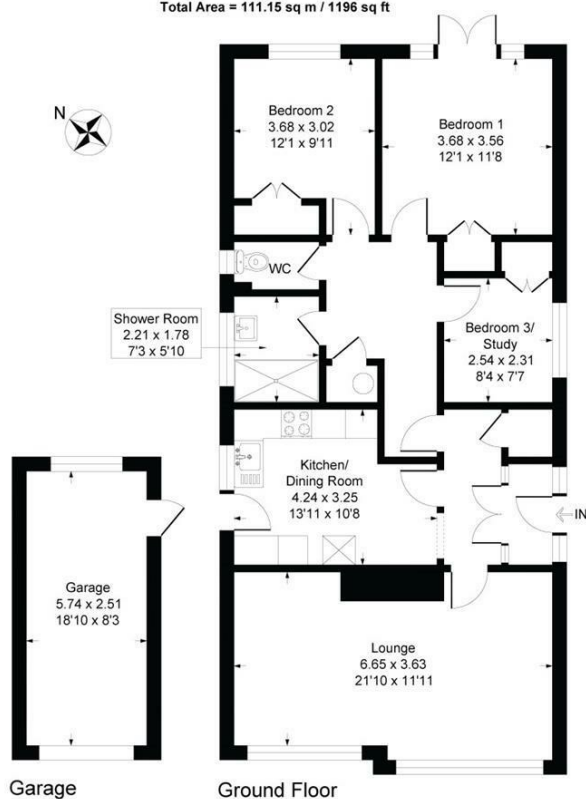 Total Area = 111.15 sq m / 1196 sq ft
N
Bedroom 2
3.68 x 3.02
12'1 x 9'11
Bedroom 1
3.68 x 3.56
12'1 x 11'8
WC
Shower Room
2.21 x 1.78
7'3 x 5'10
Bedroom 3/
Study
2.54 x 2.31
8'4 x 7'7
Kitchen/
Dining Room
4.24 x 3.25
13'11 x 10'8
IN
Garage
5.74 x 2.51
18'10 x 8'3
Lounge
6.65 x 3.63
21'10 x 11'11
Garage
Ground Floor